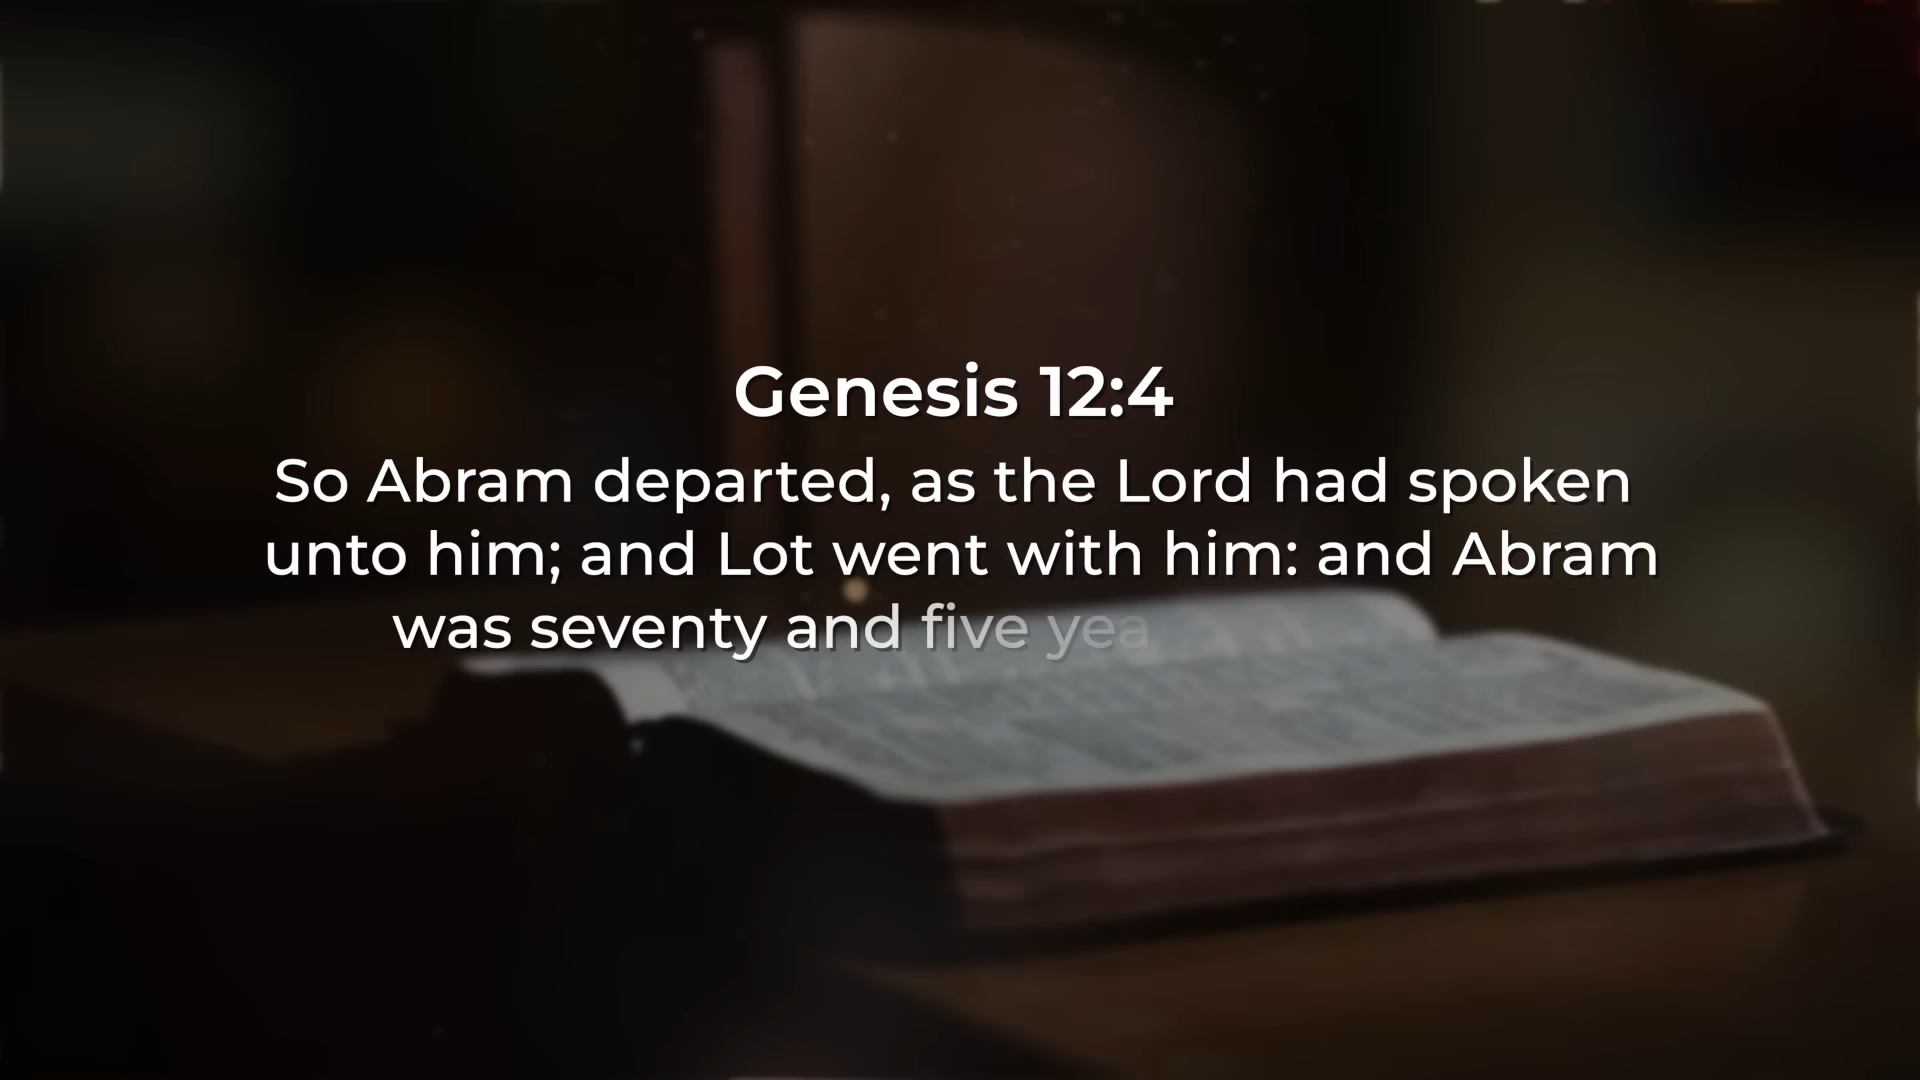 Genesis 12:4
So Abram departed, as the Lord had spoken
unto him; and Lot went with him: and Abram
was seventy and five yea